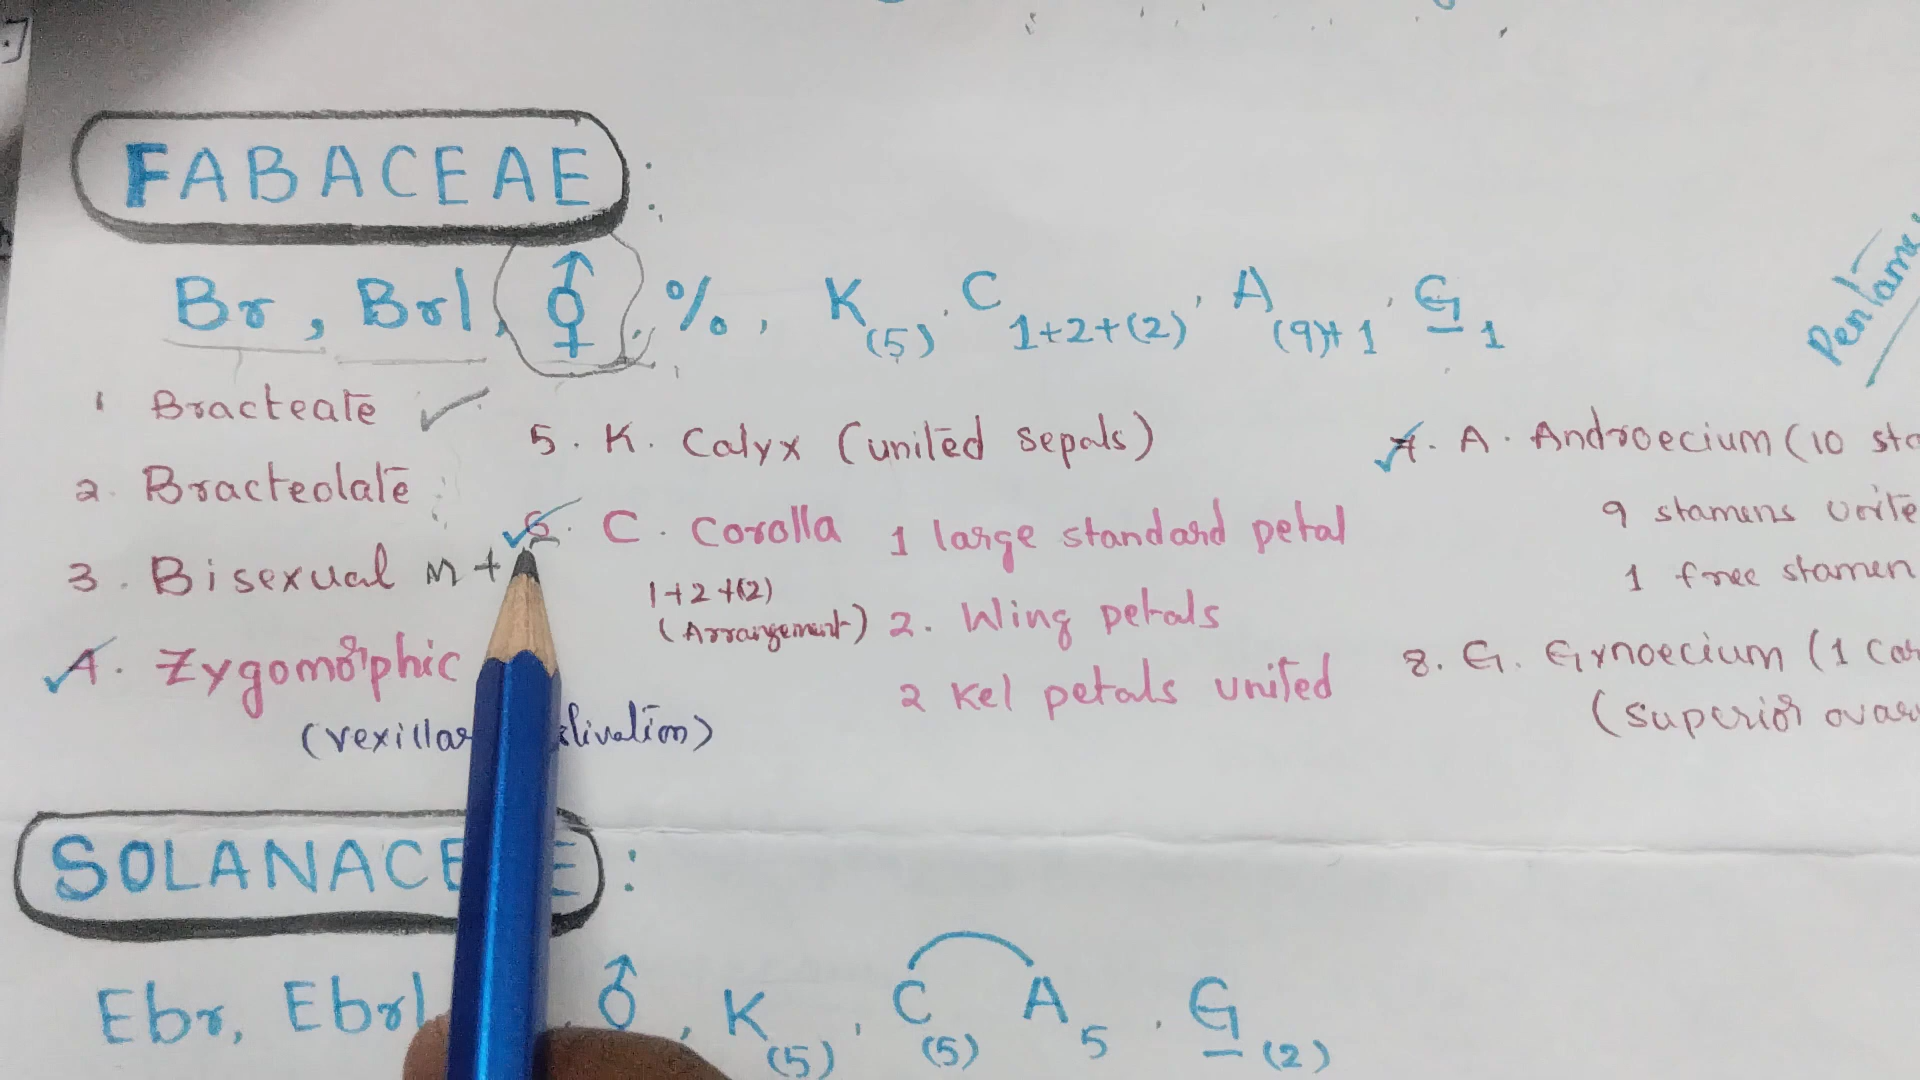 FABACEAE :
Br, Brl, ⚥, %, K(5), C1+2+(2), A(9)+1, G1
1 Bracteate ✓
2. Bracteolate
3. Bisexual m +
4. Zygomorphic
(vexillar
5. K. Calyx (united sepals)
6. C. Corolla 1 large standard petal
1+2+(2)
(Arrangement) 2. Wing petals
2 Kel petals united
7. A. Androecium (10 sta
9 stamens unite
1 free stamen
8. G. Gynoecium (1 car
(superior ovar
Pentame
SOLANACE E :
Ebr, Ebrl , K(5), C(5) A5, G(2)